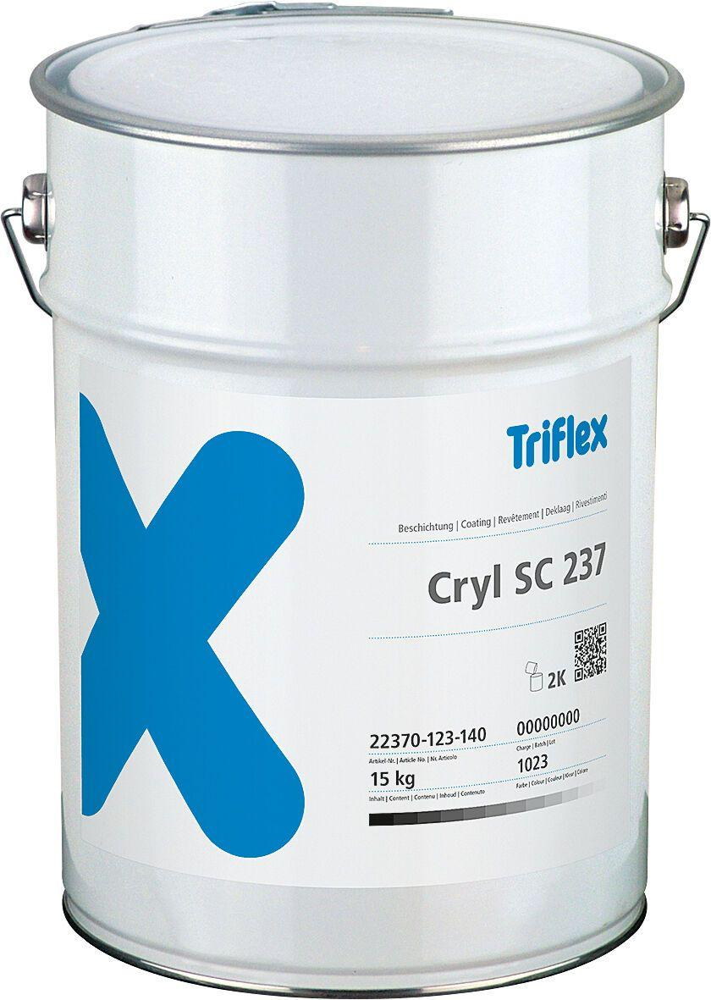 Triflex
Beschichtung | Coating | Revêtement | Deklaag | Rivestimenti
Cryl SC 237
2K
22370-123-140 00000000
Artikel-Nr. | Article No. | Nr. Articolo Charge | Batch | Lot
15 kg 1023
Inhalt | Content | Contenu | Inhoud | Contenuto Farbe | Colour | Couleur | Kleur | Colore